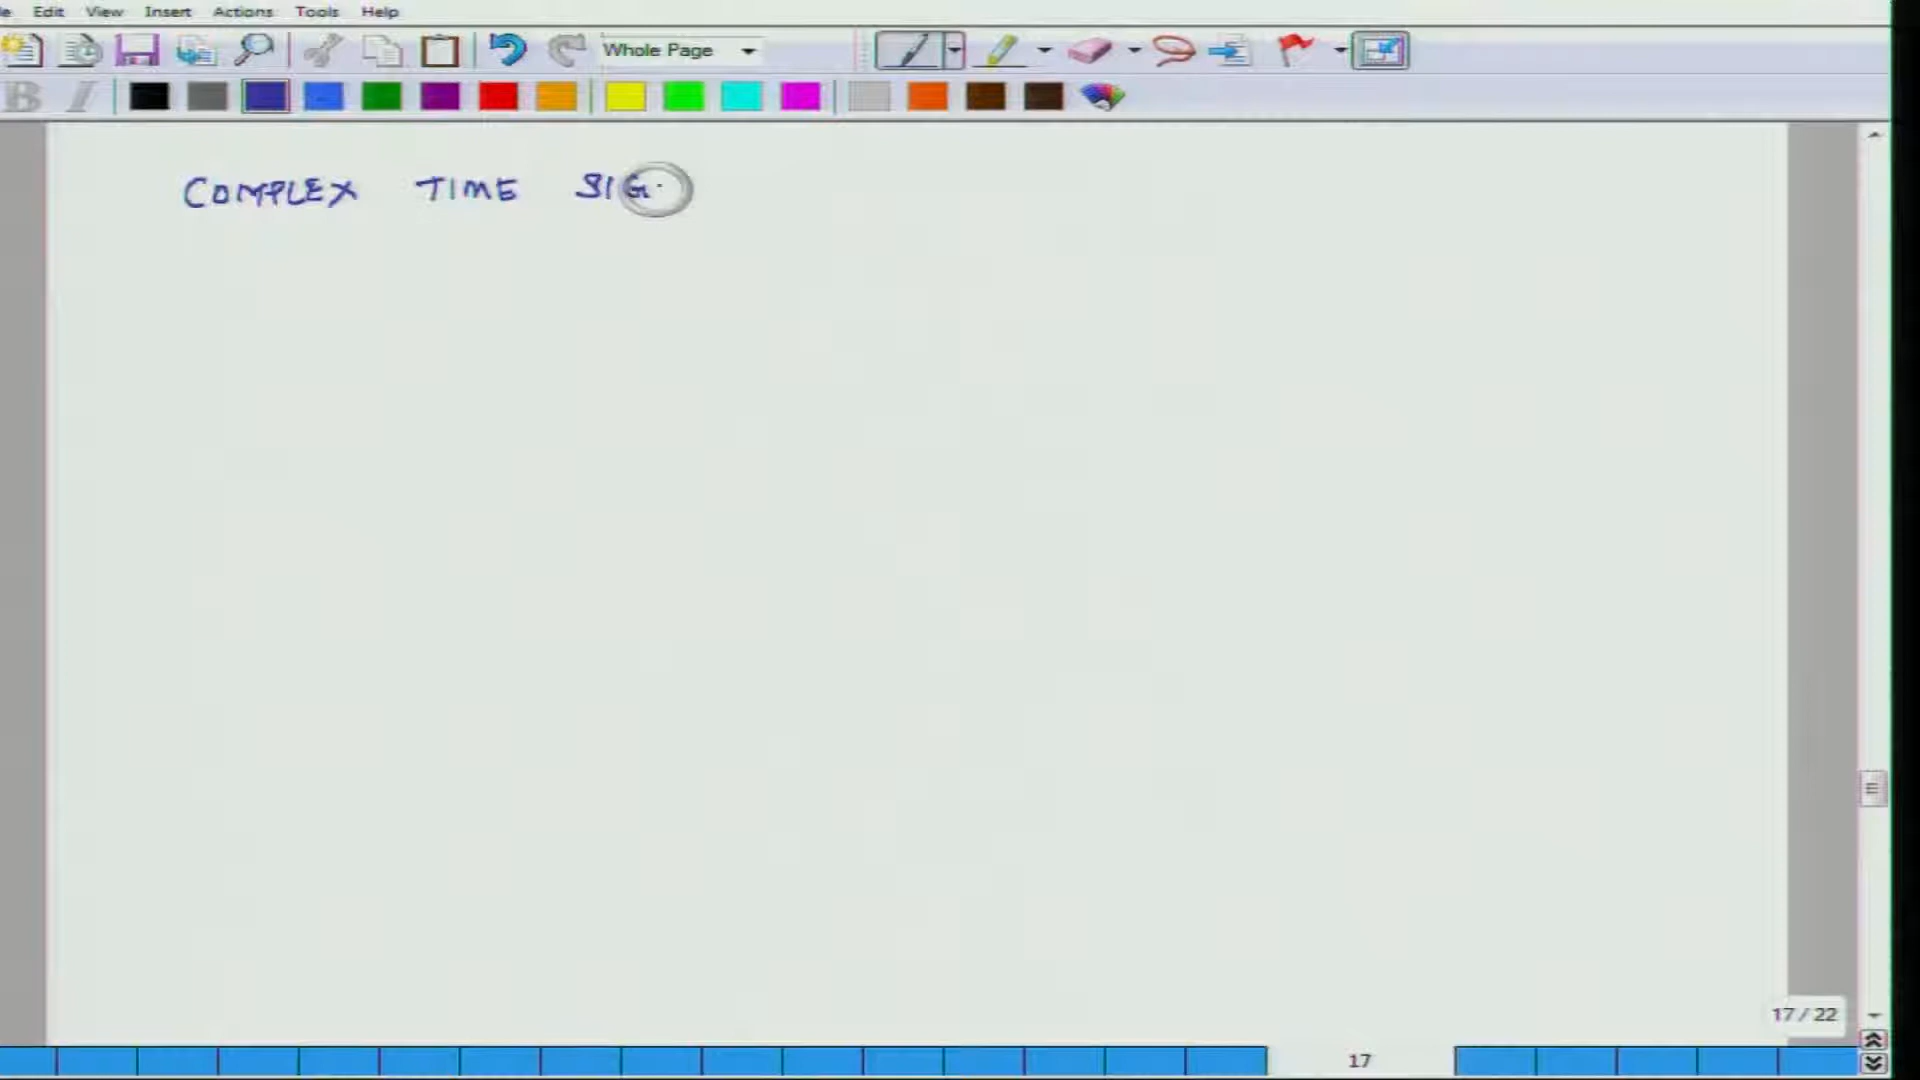 Edit View Insert Actions Tools Help
Whole Page
B I
COMPLEX TIME SIG
17 / 22
17